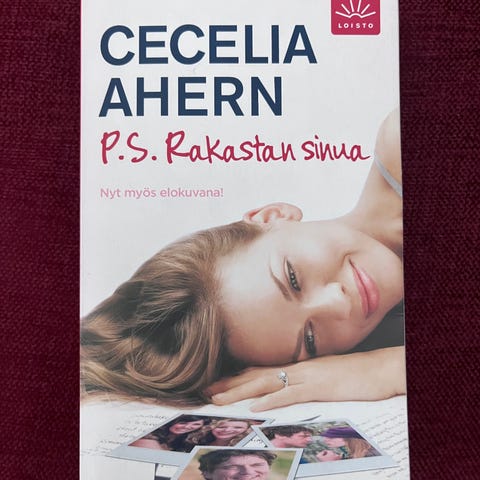 LOISTO
CECELIA
AHERN
P.S. Rakastan sinua
Nyt myös elokuvana!